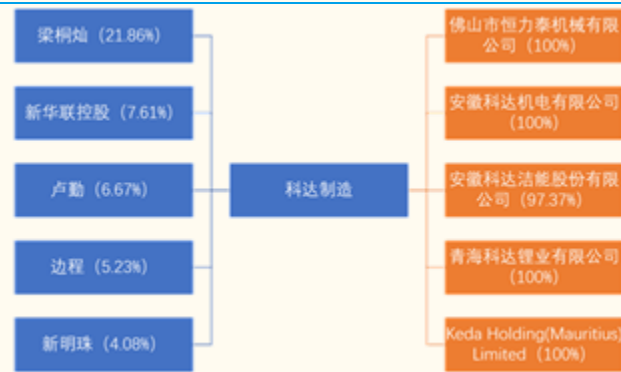 梁桐灿（21.86%）
新华联控股（7.61%）
卢勤（6.67%）
边程（5.23%）
新明珠（4.08%）
科达制造
佛山市恒力泰机械有限
公司（100%）
安徽科达机电有限公司
（100%）
安徽科达洁能股份有限
公司（97.37%）
青海科达锂业有限公司
（100%）
Keda Holding(Mauritius)
Limited（100%）